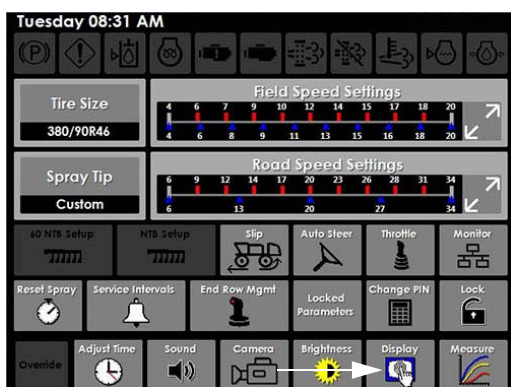 Tuesday 08:31 AM
Tire Size
380/90R46
Field Speed Settings
4 6 7 9 10 12 14 15 17 18 20
4 6 8 9 11 13 15 16 18 20
Spray Tip
Custom
Road Speed Settings
6 9 12 14 17 20 23 26 28 31 34
6 13 20 27 34
60 NTB Setup
NTB Setup
Slip
Auto Steer
Throttle
Monitor
Reset Spray
Service Intervals
End Row Mgmt
Locked
Parameters
Change PIN
Lock
Override
Adjust Time
Sound
Camera
Brightness
Display
Measure